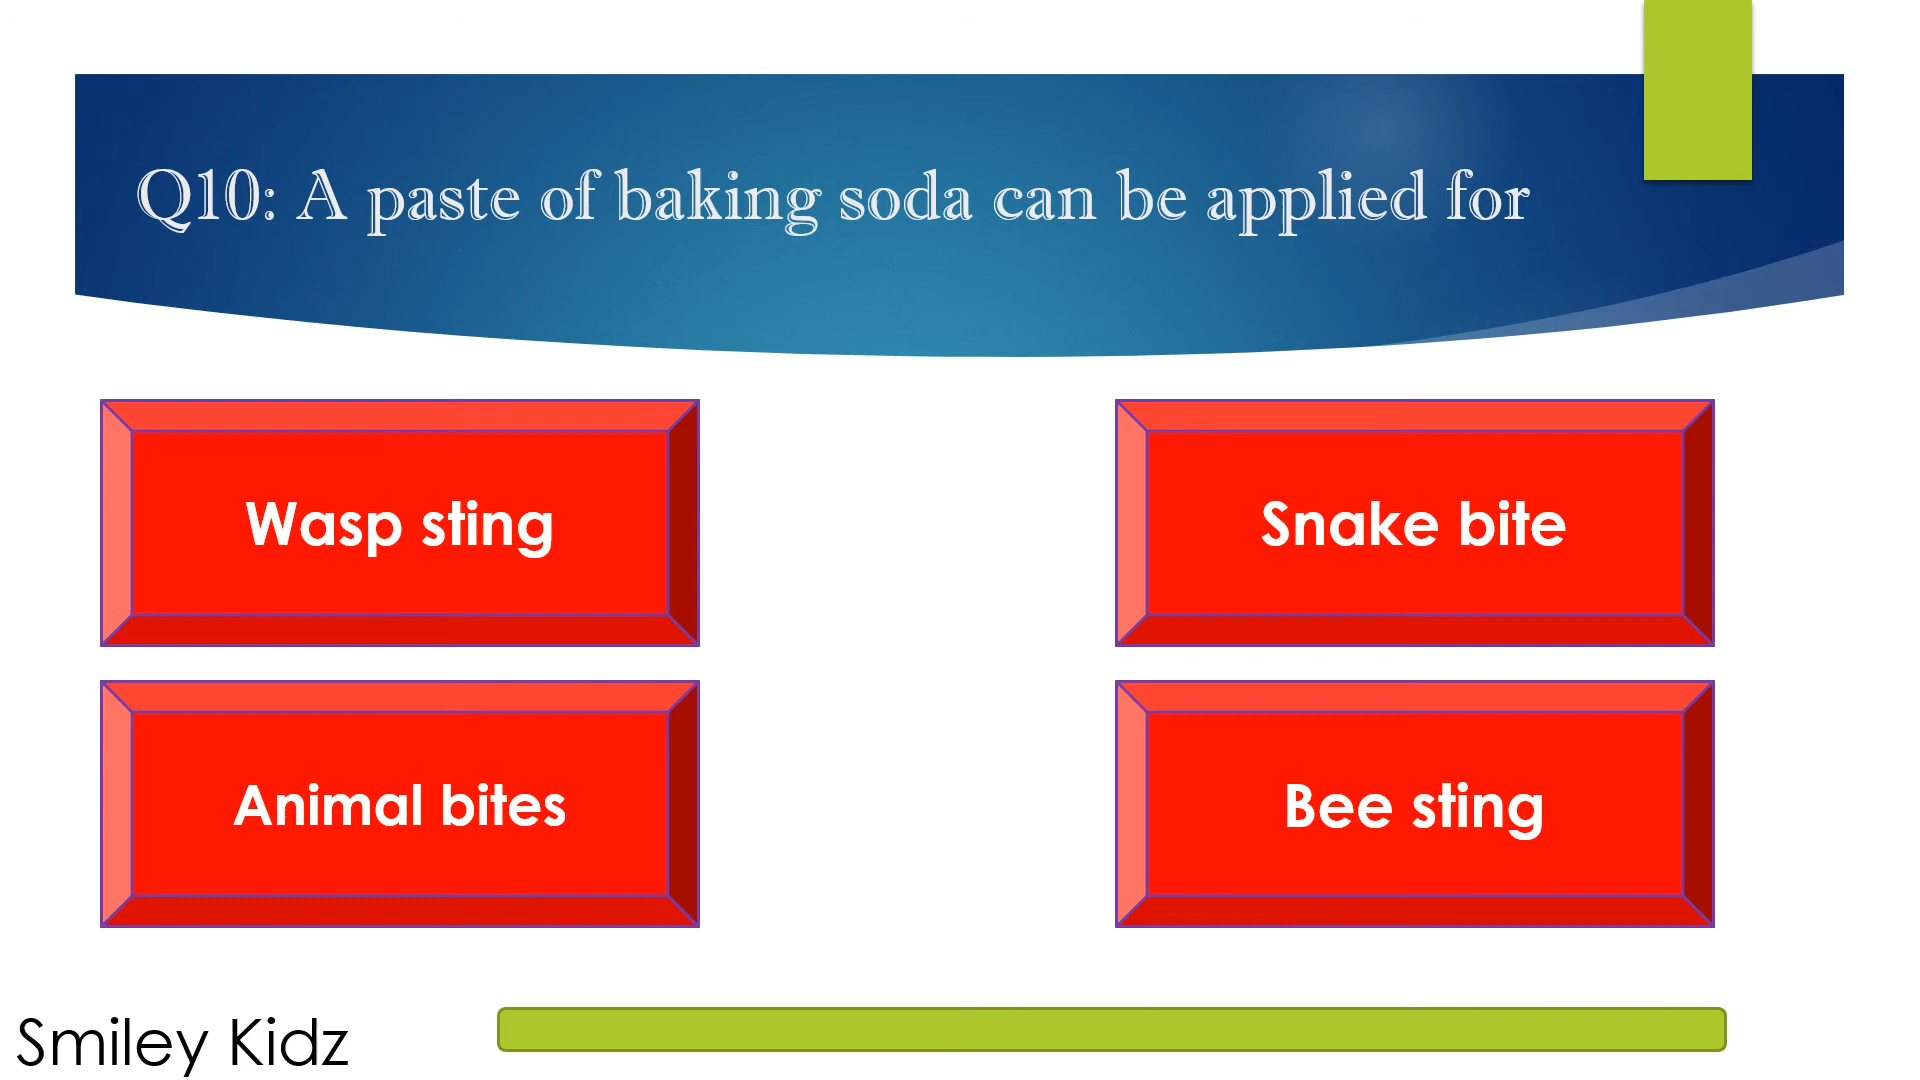 Q10: A paste of baking soda can be applied for
Wasp sting
Snake bite
Animal bites
Bee sting
Smiley Kidz